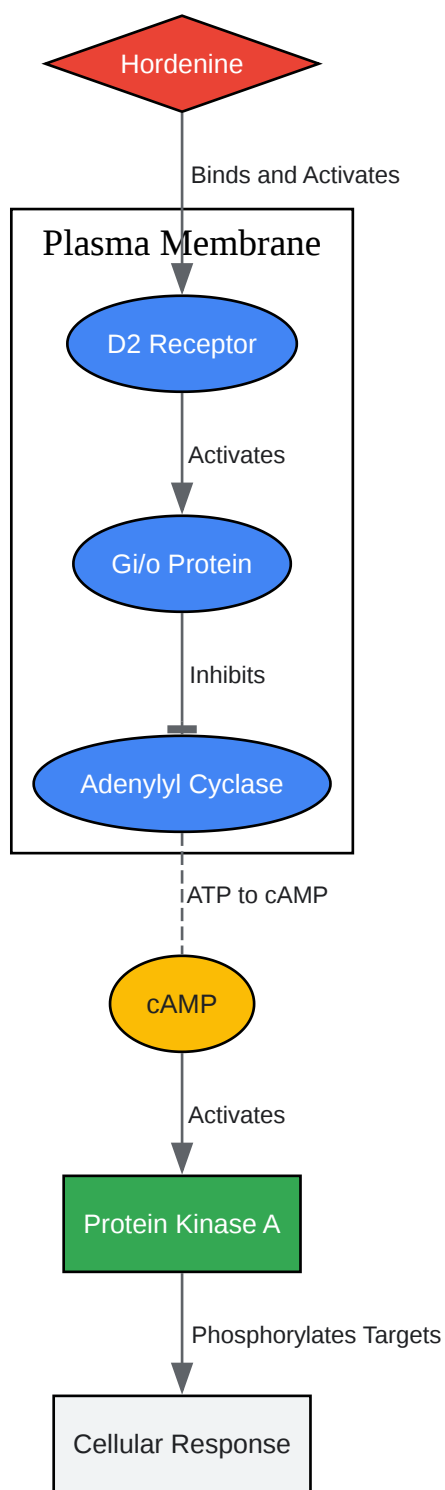 Hordenine
Binds and Activates
Plasma Membrane
D2 Receptor
Activates
Gi/o Protein
Inhibits
Adenylyl Cyclase
ATP to cAMP
cAMP
Activates
Protein Kinase A
Phosphorylates Targets
Cellular Response